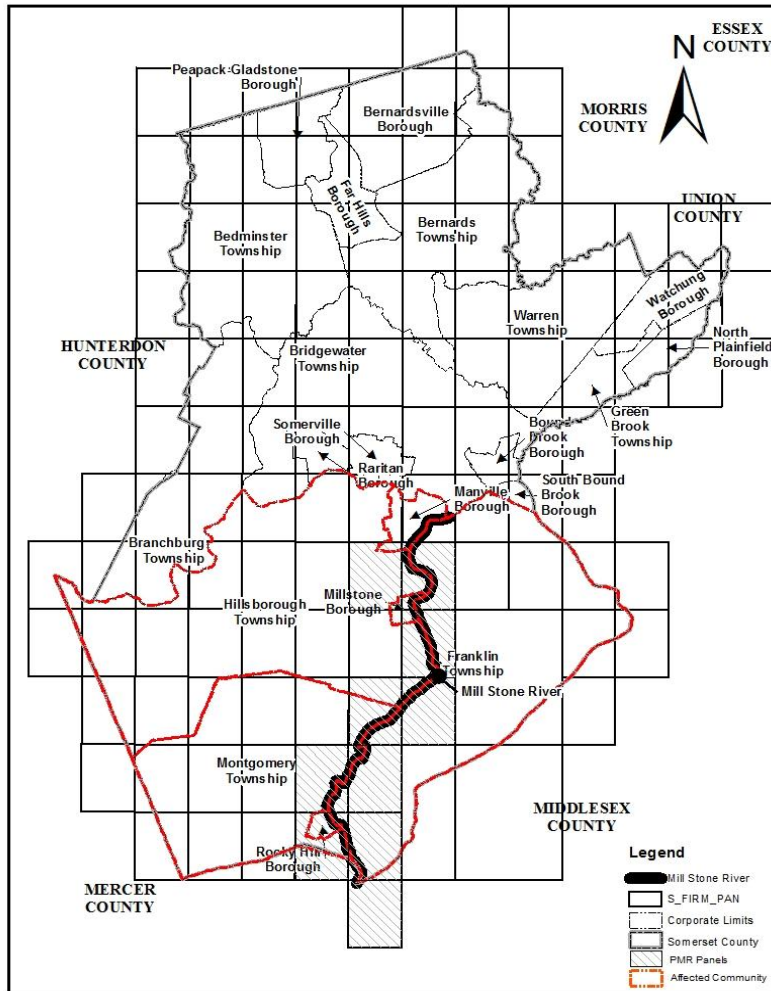 ESSEX
COUNTY
N
Peapack-Gladstone
Borough
MORRIS
COUNTY
Bernardsville
Borough
Far Hills
Borough
UNION
COUNTY
Bedminster
Township
Bernards
Township
Watchung
Borough
Warren
Township
North
Plainfield
Borough
HUNTERDON
COUNTY
Bridgewater
Township
Green
Brook
Township
Somerville
Borough
Bound
Brook
Borough
Raritan
Borough
Manville
Borough
South Bound
Brook
Borough
Branchburg
Township
Millstone
Borough
Hillsborough
Township
Franklin
Township
Mill Stone River
Montgomery
Township
MIDDLESEX
COUNTY
Rocky Hill
Borough
MERCER
COUNTY
Legend
Mill Stone River
S_FIRM_PAN
Corporate Limits
Somerset County
PMR Panels
Affected Community